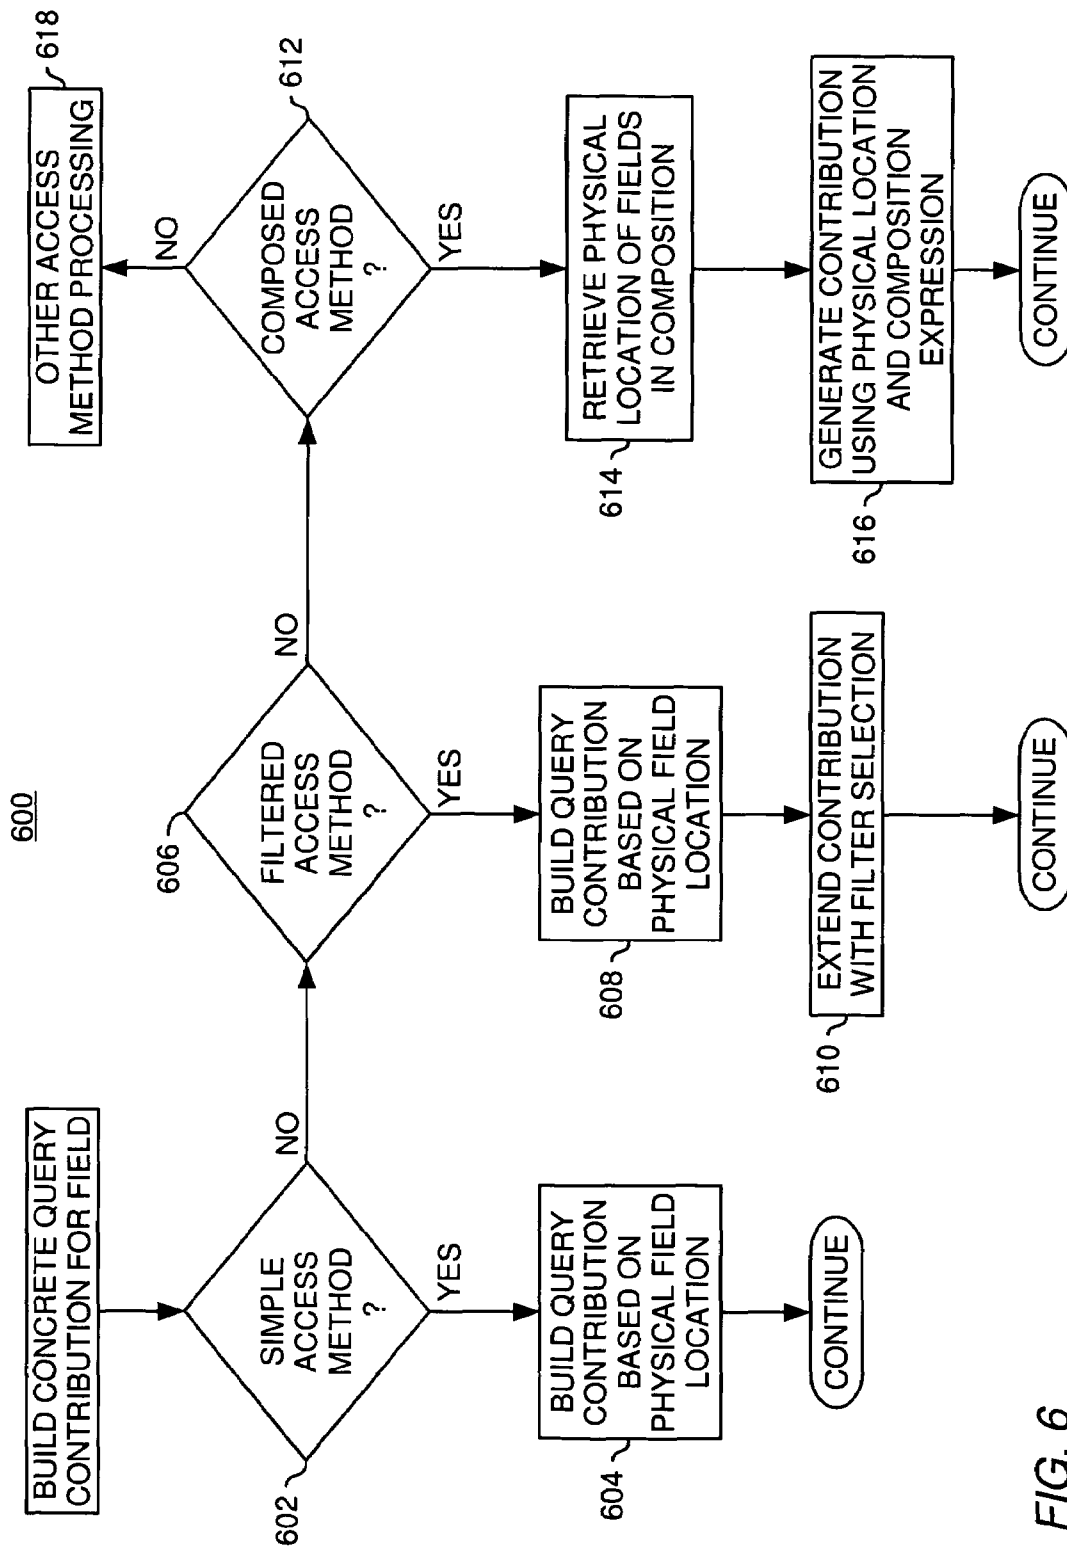 600
BUILD CONCRETE QUERY
CONTRIBUTION FOR FIELD
602
SIMPLE
ACCESS
METHOD
?
NO
YES
604
BUILD QUERY
CONTRIBUTION
BASED ON
PHYSICAL FIELD
LOCATION
CONTINUE
606
FILTERED
ACCESS
METHOD
?
NO
YES
608
BUILD QUERY
CONTRIBUTION
BASED ON
PHYSICAL FIELD
LOCATION
610
EXTEND CONTRIBUTION
WITH FILTER SELECTION
CONTINUE
612
COMPOSED
ACCESS
METHOD
?
NO
YES
618
OTHER ACCESS
METHOD PROCESSING
614
RETRIEVE PHYSICAL
LOCATION OF FIELDS
IN COMPOSITION
616
GENERATE CONTRIBUTION
USING PHYSICAL LOCATION
AND COMPOSITION
EXPRESSION
CONTINUE
FIG. 6